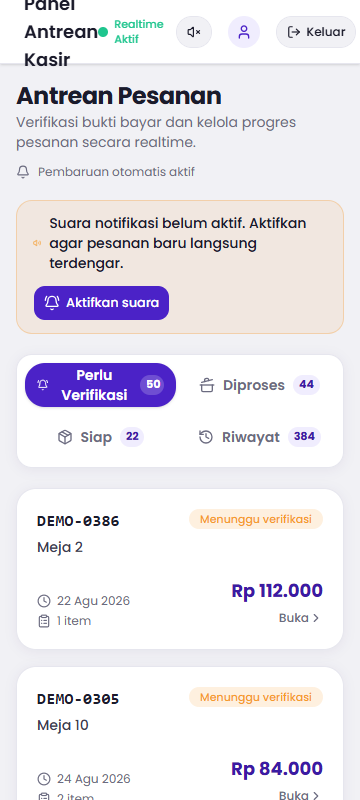 Panel
Antrean
Kasir
Realtime
Aktif
Keluar
Antrean Pesanan
Verifikasi bukti bayar dan kelola progres
pesanan secara realtime.
Pembaruan otomatis aktif
Suara notifikasi belum aktif. Aktifkan
agar pesanan baru langsung
terdengar.
Aktifkan suara
Perlu
Verifikasi
50
Diproses 44
Siap 22
Riwayat 384
DEMO-0386
Menunggu verifikasi
Meja 2
22 Agu 2026
1 item
Rp 112.000
Buka
DEMO-0305
Menunggu verifikasi
Meja 10
24 Agu 2026
2 item
Rp 84.000
Buka